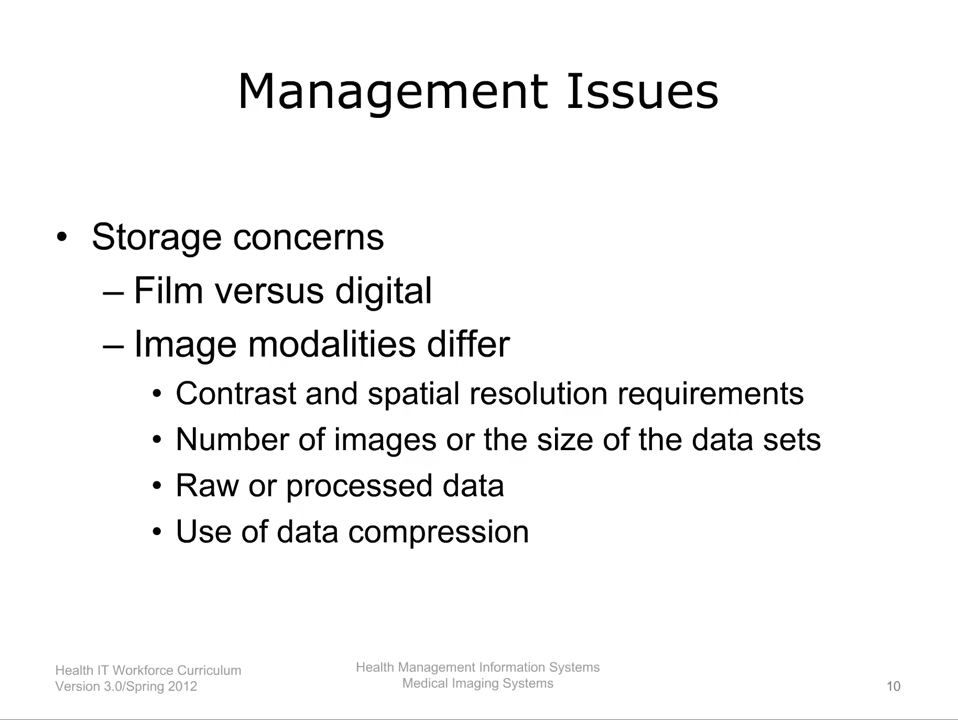 Management Issues
• Storage concerns
– Film versus digital
– Image modalities differ
• Contrast and spatial resolution requirements
• Number of images or the size of the data sets
• Raw or processed data
• Use of data compression
Health IT Workforce Curriculum
Version 3.0/Spring 2012
Health Management Information Systems
Medical Imaging Systems
10